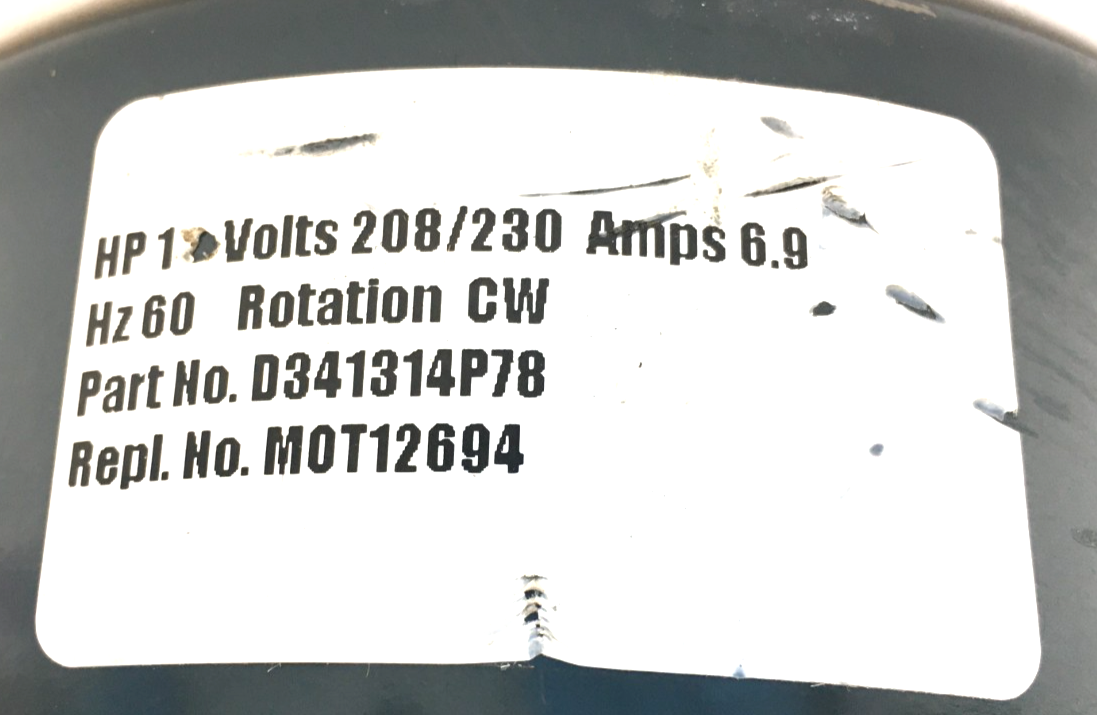 HP 1 Volts 208/230 Amps 6.9
Hz 60 Rotation CW
Part No. D341314P78
Repl. No. MOT12694